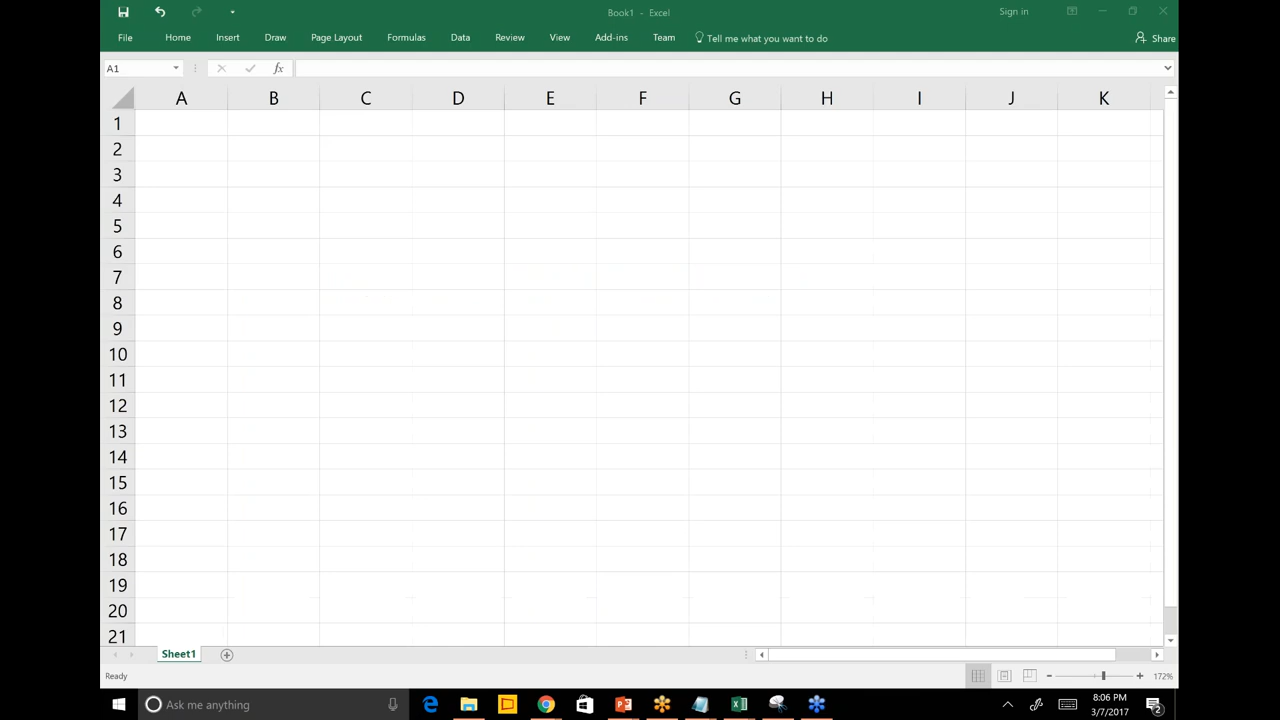 Book1 - Excel
Sign in
File Home Insert Draw Page Layout Formulas Data Review View Add-ins Team Tell me what you want to do Share
A1 fx
A B C D E F G H I J K
1
2
3
4
5
6
7
8
9
10
11
12
13
14
15
16
17
18
19
20
21
Sheet1
Ready 172%
Ask me anything
8:06 PM
3/7/2017
2